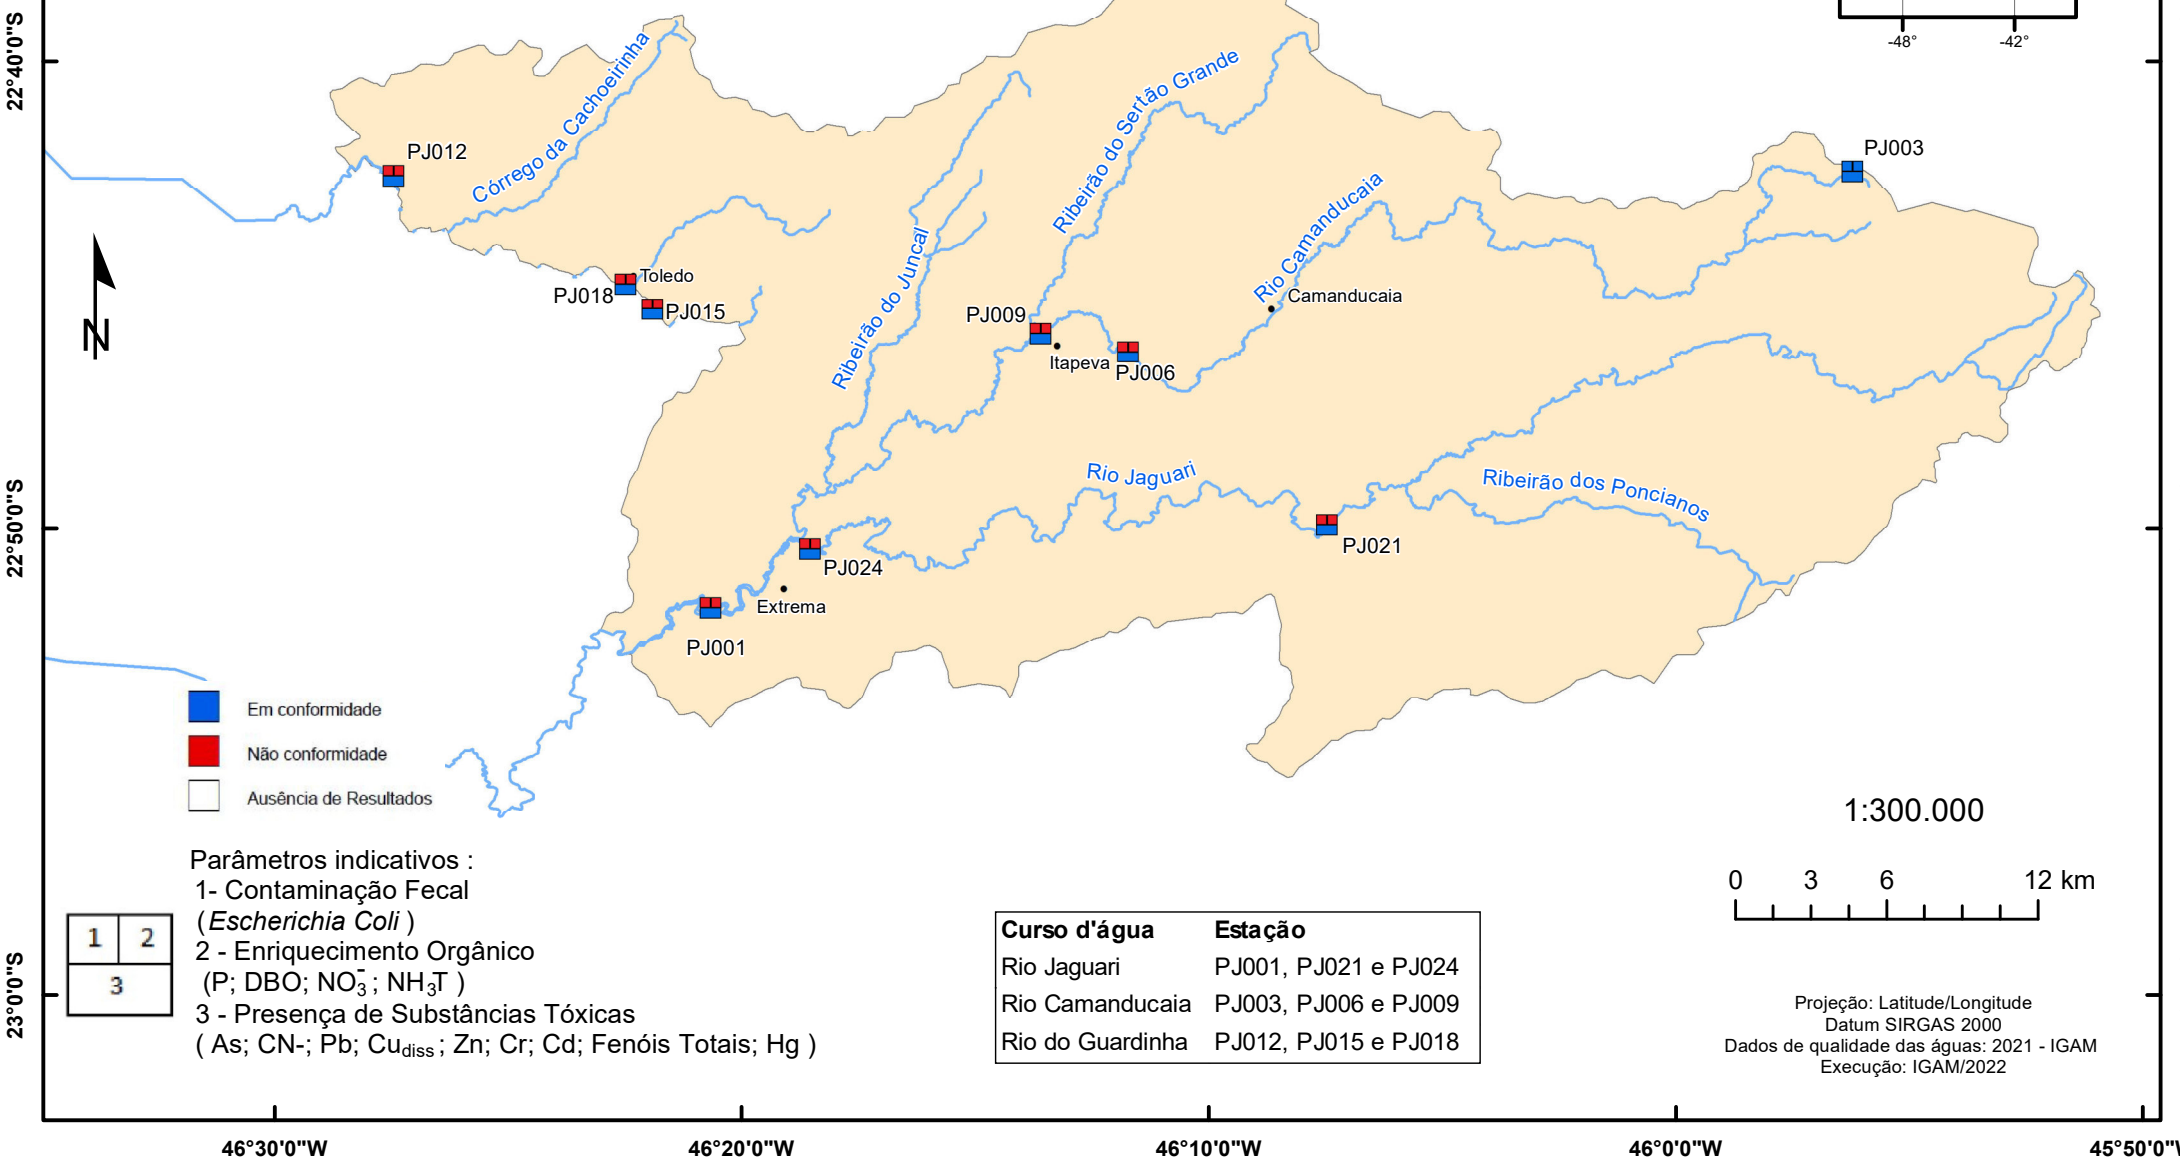 -48°
-42°
22°40'0"S
22°50'0"S
23°0'0"S
Córrego da Cachoeirinha
Ribeirão do Sertão Grande
Ribeirão do Juncal
Rio Camanducaia
Rio Jaguari
Ribeirão dos Poncianos
PJ012
PJ003
Toledo
PJ018
PJ015
Camanducaia
PJ009
Itapeva
PJ006
PJ021
PJ024
Extrema
PJ001
N
Em conformidade
Não conformidade
Ausência de Resultados
1:300.000
0 3 6 12 km
Parâmetros indicativos :
1- Contaminação Fecal
(Escherichia Coli )
2 - Enriquecimento Orgânico
(P; DBO; NO₃⁻; NH₃T )
3 - Presença de Substâncias Tóxicas
( As; CN-; Pb; Cudiss; Zn; Cr; Cd; Fenóis Totais; Hg )
1 2
3
Curso d'água Estação
Rio Jaguari PJ001, PJ021 e PJ024
Rio Camanducaia PJ003, PJ006 e PJ009
Rio do Guardinha PJ012, PJ015 e PJ018
Projeção: Latitude/Longitude
Datum SIRGAS 2000
Dados de qualidade das águas: 2021 - IGAM
Execução: IGAM/2022
46°30'0"W 46°20'0"W 46°10'0"W 46°0'0"W 45°50'0"W